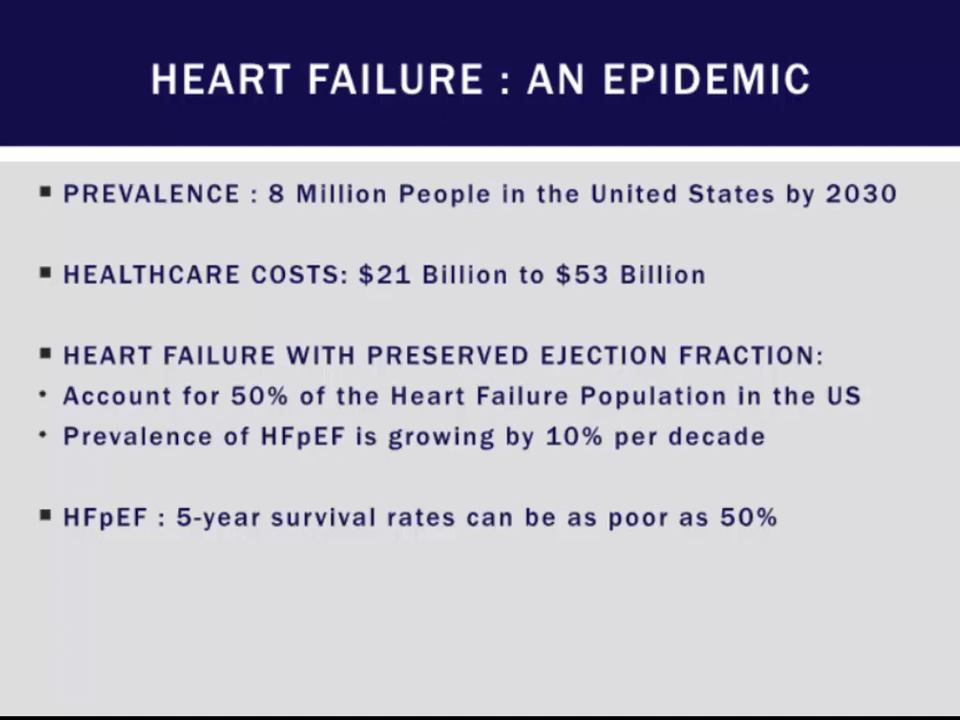 HEART FAILURE : AN EPIDEMIC
▪ PREVALENCE : 8 Million People in the United States by 2030
▪ HEALTHCARE COSTS: $21 Billion to $53 Billion
▪ HEART FAILURE WITH PRESERVED EJECTION FRACTION:
• Account for 50% of the Heart Failure Population in the US
• Prevalence of HFpEF is growing by 10% per decade
▪ HFpEF : 5-year survival rates can be as poor as 50%